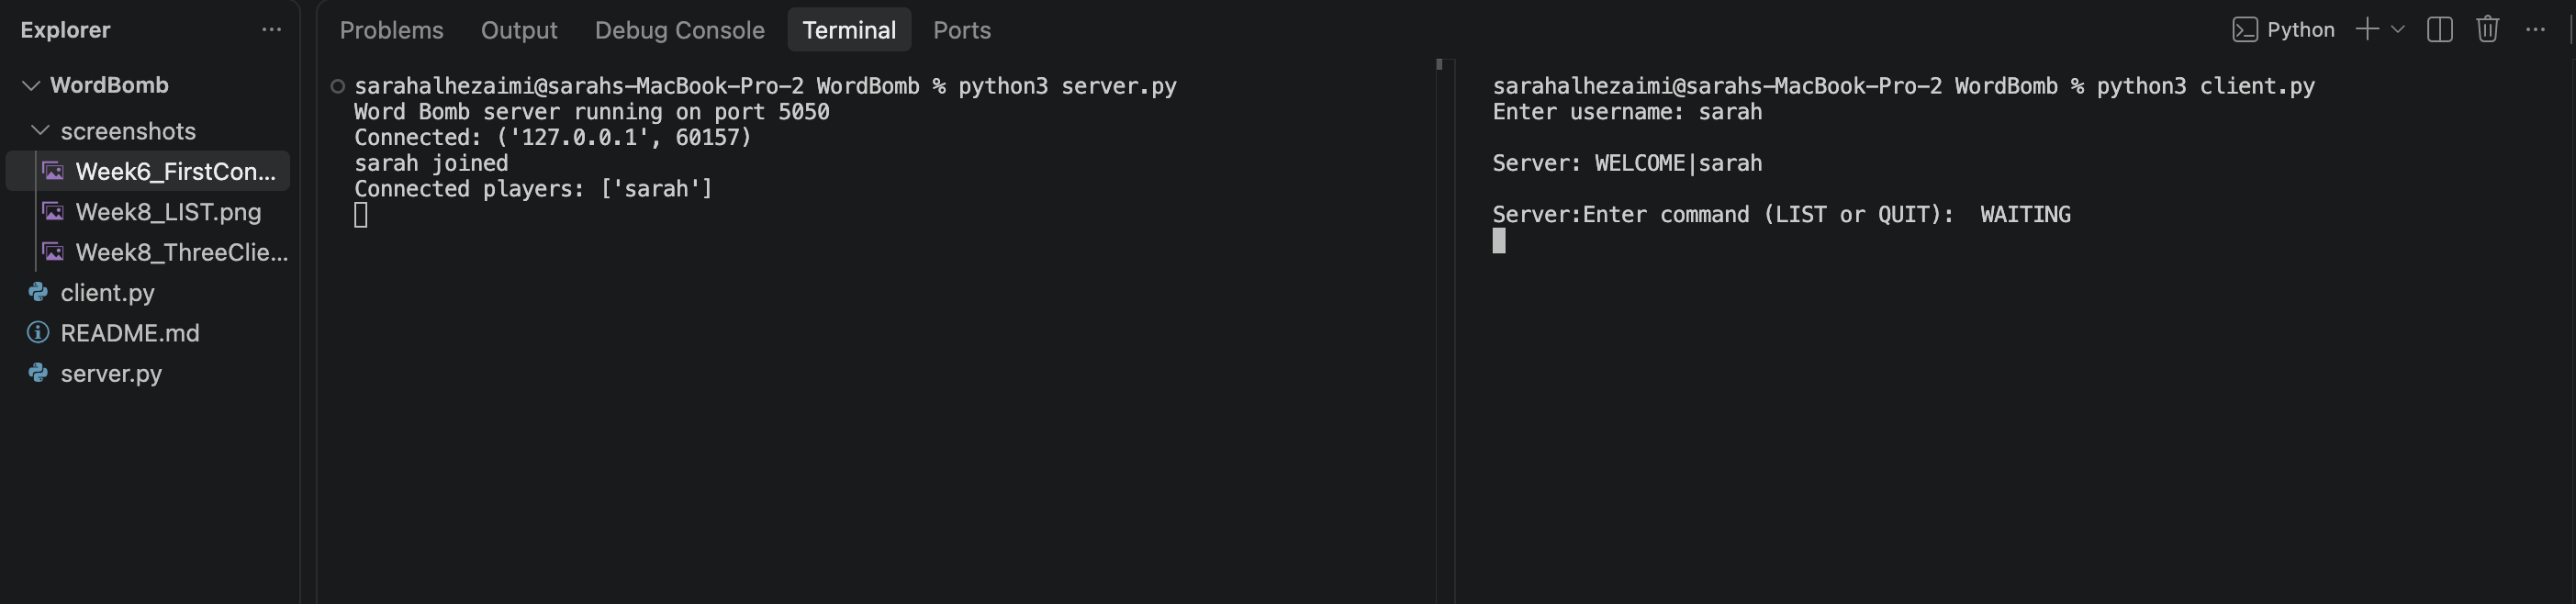 Explorer
WordBomb
screenshots
Week6_FirstCon...
Week8_LIST.png
Week8_ThreeClie...
client.py
README.md
server.py
Problems Output Debug Console Terminal Ports
Python
sarahalhezaimi@sarahs-MacBook-Pro-2 WordBomb % python3 server.py
Word Bomb server running on port 5050
Connected: ('127.0.0.1', 60157)
sarah joined
Connected players: ['sarah']
sarahalhezaimi@sarahs-MacBook-Pro-2 WordBomb % python3 client.py
Enter username: sarah
Server: WELCOME|sarah
Server:Enter command (LIST or QUIT):  WAITING